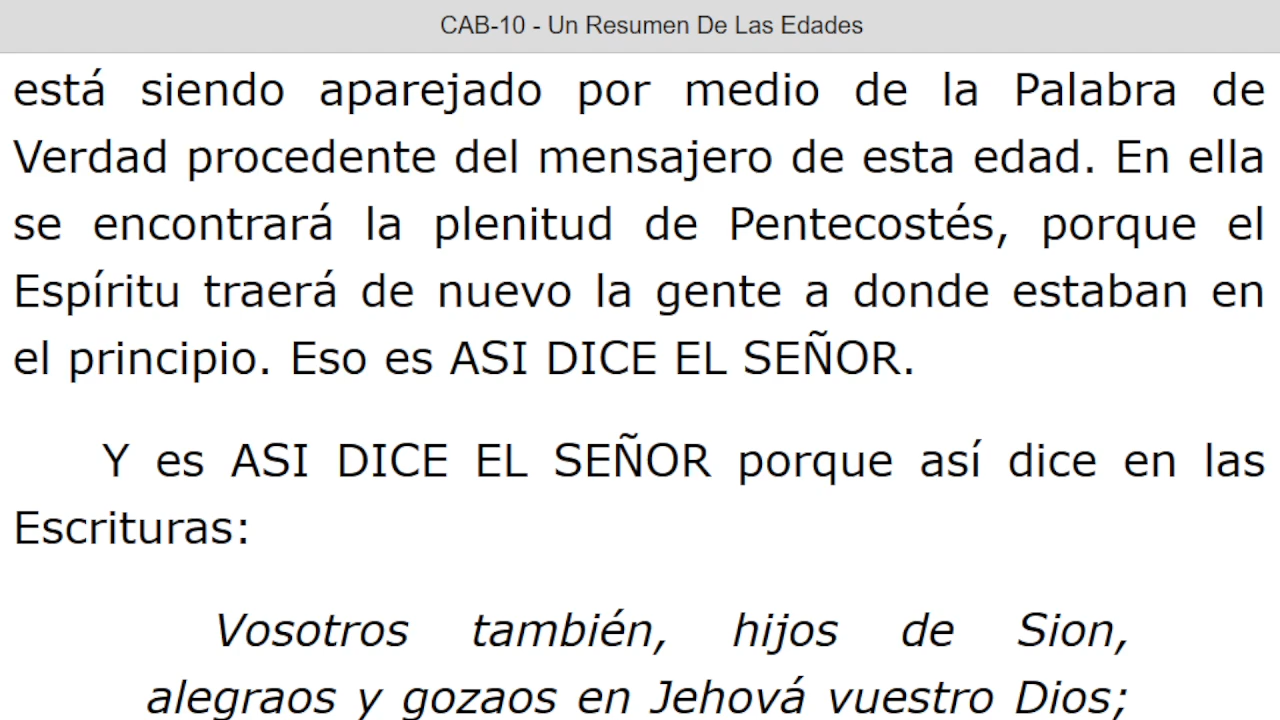 CAB-10 - Un Resumen De Las Edades
está siendo aparejado por medio de la Palabra de
Verdad procedente del mensajero de esta edad. En ella
se encontrará la plenitud de Pentecostés, porque el
Espíritu traerá de nuevo la gente a donde estaban en
el principio. Eso es ASI DICE EL SEÑOR.
Y es ASI DICE EL SEÑOR porque así dice en las
Escrituras:
Vosotros también, hijos de Sion,
alegraos y gozaos en Jehová vuestro Dios;